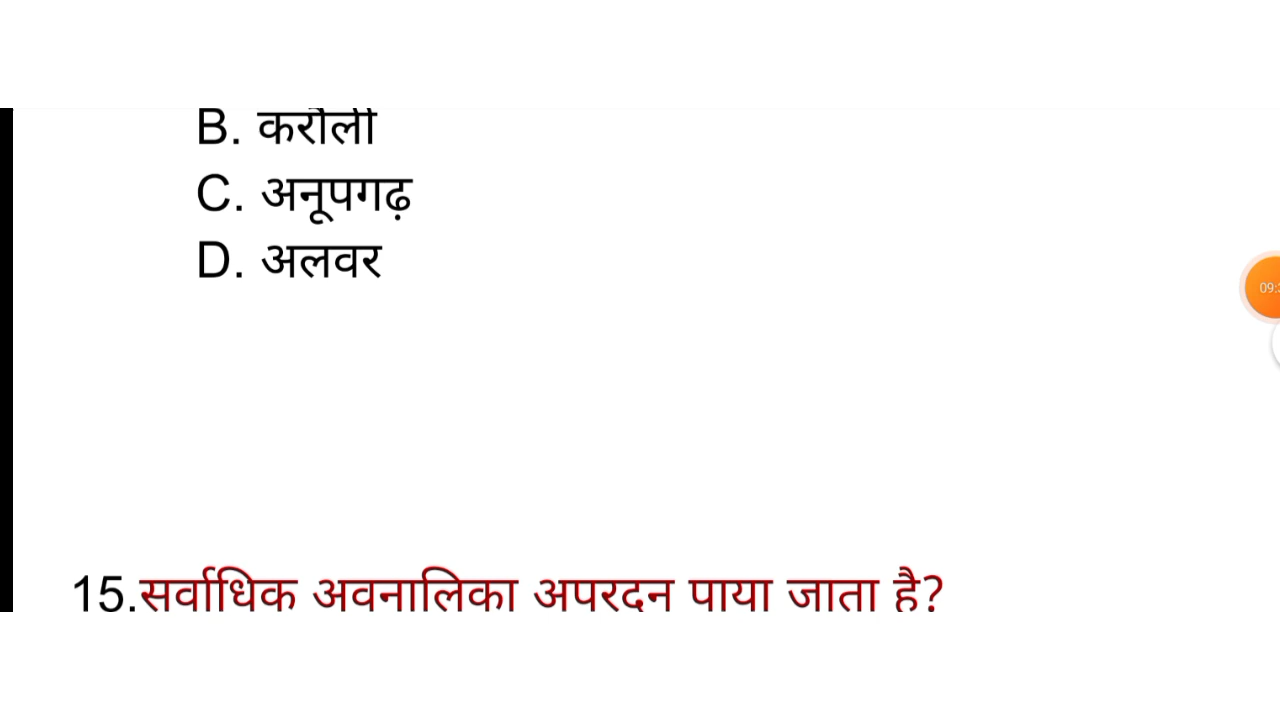 B. करौली
C. अनूपगढ़
D. अलवर
15.सर्वाधिक अवनालिका अपरदन पाया जाता है?